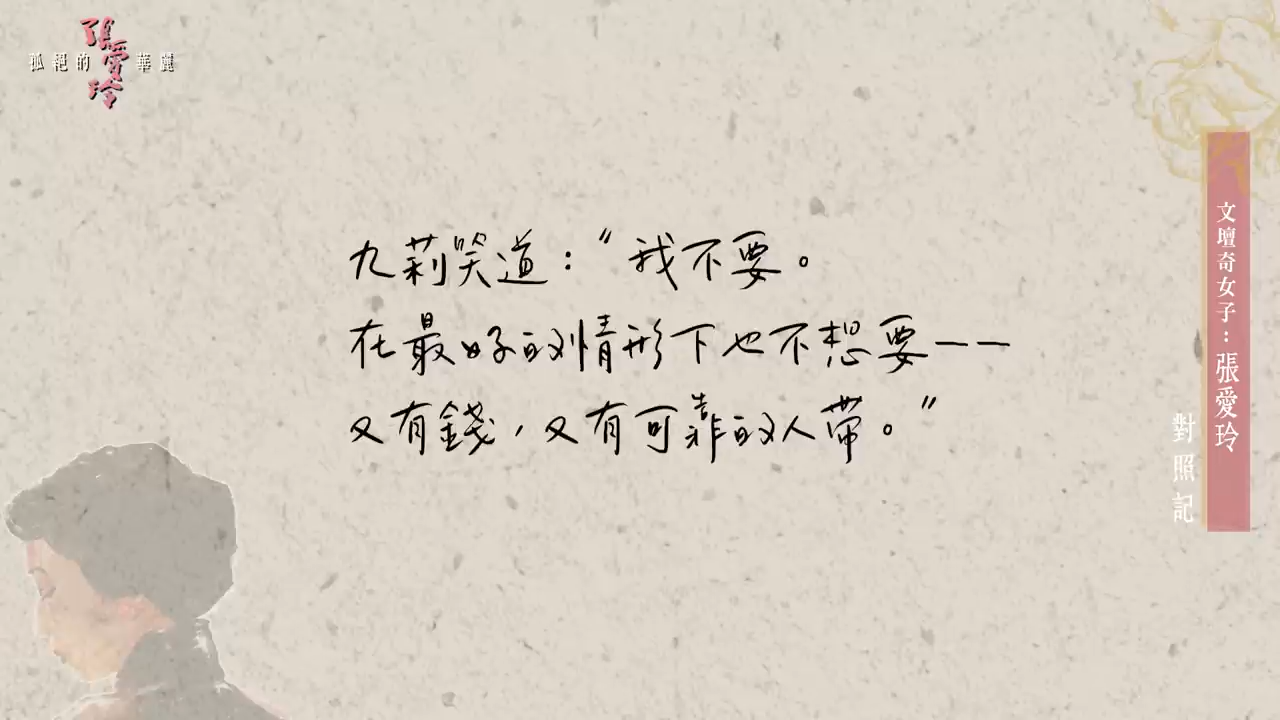 孤絕的張愛玲華麗
九莉哭道："我不要。
在最好的情形下也不想要——
又有錢，又有可靠的人帶。"
文壇奇女子：張愛玲
對照記